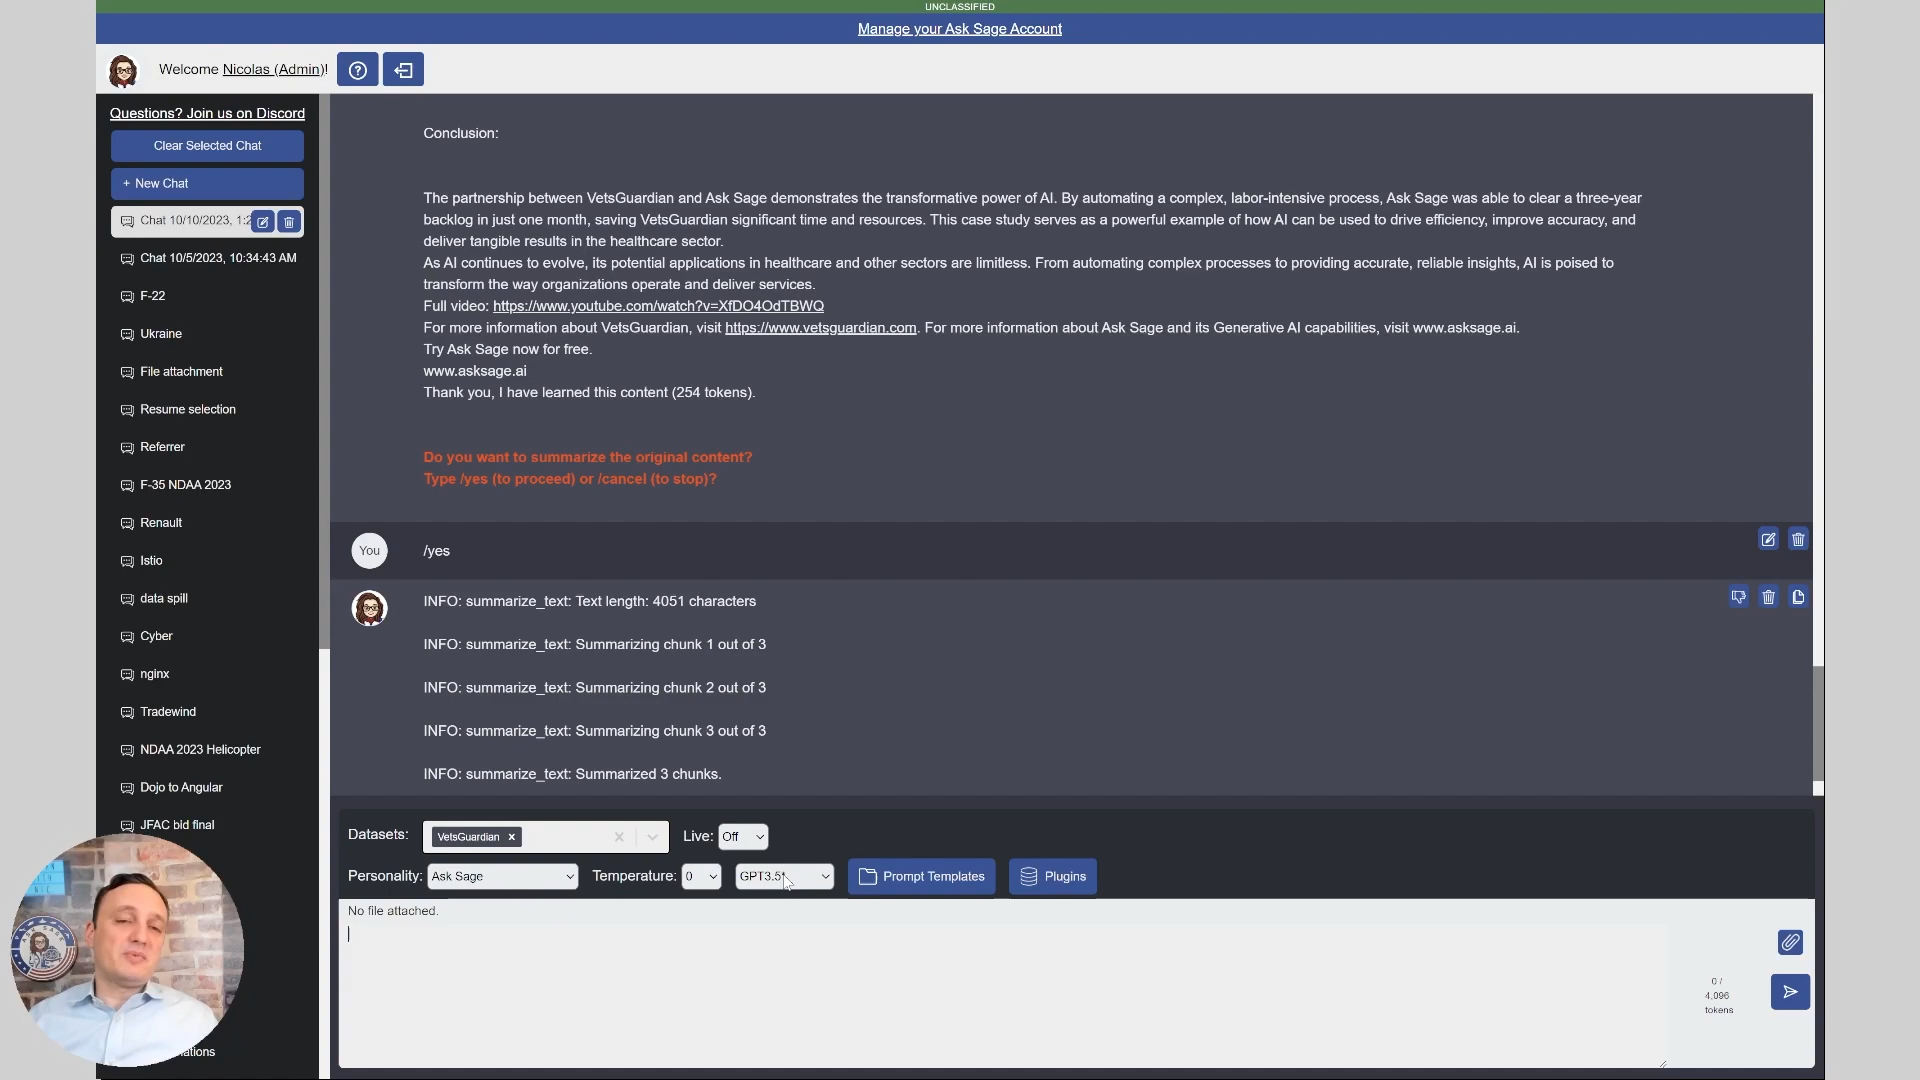 UNCLASSIFIED
Manage your Ask Sage Account
Welcome Nicolas (Admin)!
Questions? Join us on Discord
Clear Selected Chat
+ New Chat
Chat 10/10/2023, 1:2
Chat 10/5/2023, 10:34:43 AM
F-22
Ukraine
File attachment
Resume selection
Referrer
F-35 NDAA 2023
Renault
Istio
data spill
Cyber
nginx
Tradewind
NDAA 2023 Helicopter
Dojo to Angular
JFAC bid final
Conclusion:
The partnership between VetsGuardian and Ask Sage demonstrates the transformative power of AI. By automating a complex, labor-intensive process, Ask Sage was able to clear a three-year
backlog in just one month, saving VetsGuardian significant time and resources. This case study serves as a powerful example of how AI can be used to drive efficiency, improve accuracy, and
deliver tangible results in the healthcare sector.
As AI continues to evolve, its potential applications in healthcare and other sectors are limitless. From automating complex processes to providing accurate, reliable insights, AI is poised to
transform the way organizations operate and deliver services.
Full video: https://www.youtube.com/watch?v=XfDO4OdTBWQ
For more information about VetsGuardian, visit https://www.vetsguardian.com. For more information about Ask Sage and its Generative AI capabilities, visit www.asksage.ai.
Try Ask Sage now for free.
www.asksage.ai
Thank you, I have learned this content (254 tokens).
Do you want to summarize the original content?
Type /yes (to proceed) or /cancel (to stop)?
You
/yes
INFO: summarize_text: Text length: 4051 characters
INFO: summarize_text: Summarizing chunk 1 out of 3
INFO: summarize_text: Summarizing chunk 2 out of 3
INFO: summarize_text: Summarizing chunk 3 out of 3
INFO: summarize_text: Summarized 3 chunks.
Datasets: VetsGuardian Live: Off
Personality: Ask Sage Temperature: 0 GPT3.5* Prompt Templates Plugins
No file attached.
0 /
4,096
tokens
ASK SAGE